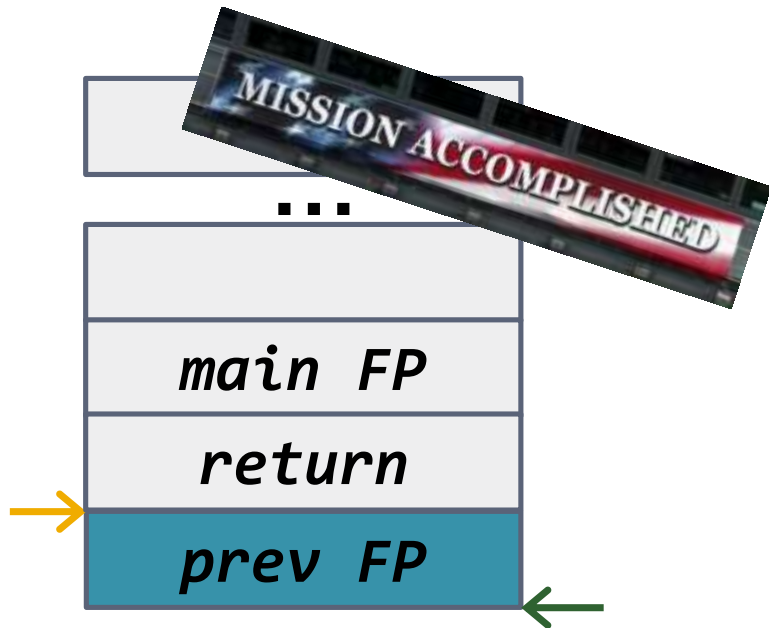 MISSION ACCOMPLISHED
...
main FP
return
prev FP